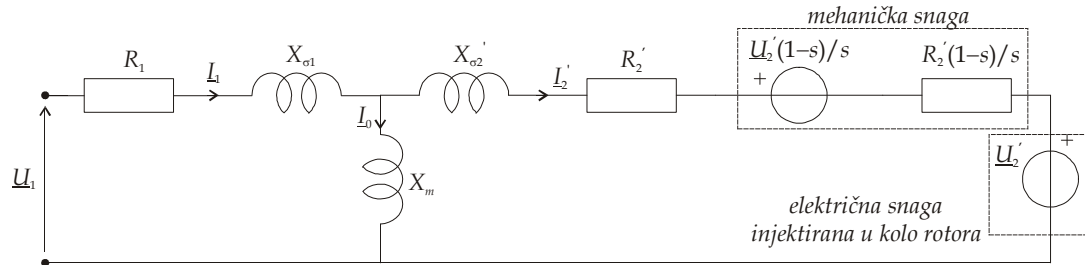 mehanička snaga
R₁
I₁
Xσ1
Xσ2'
I₂'
R₂'
U₂'(1–s)/s
R₂'(1–s)/s
+
I₀
+
U₂'
U₁
Xₘ
električna snaga
injektirana u kolo rotora